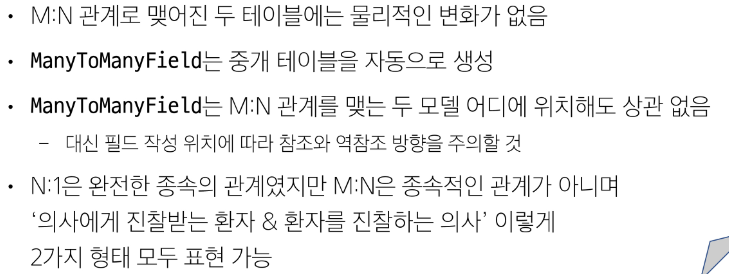 • M:N 관계로 맺어진 두 테이블에는 물리적인 변화가 없음
• ManyToManyField는 중개 테이블을 자동으로 생성
• ManyToManyField는 M:N 관계를 맺는 두 모델 어디에 위치해도 상관 없음
– 대신 필드 작성 위치에 따라 참조와 역참조 방향을 주의할 것
• N:1은 완전한 종속의 관계였지만 M:N은 종속적인 관계가 아니며
‘의사에게 진찰받는 환자 & 환자를 진찰하는 의사’ 이렇게
2가지 형태 모두 표현 가능